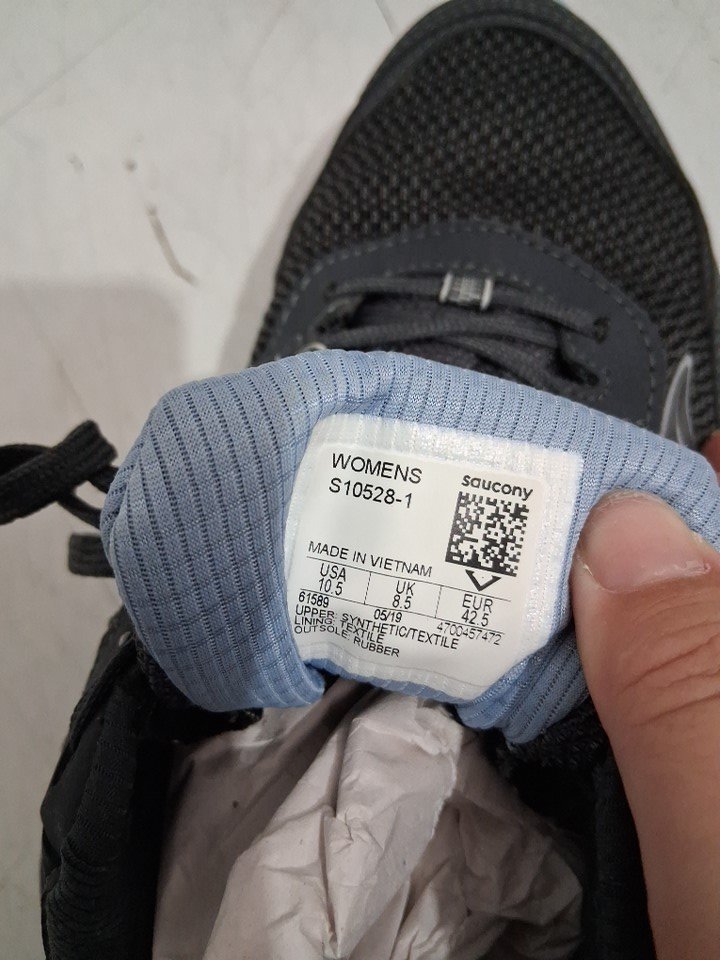 WOMENS
S10528-1
saucony
MADE IN VIETNAM
USA UK EUR
10.5 8.5 42.5
61589 05/19 4700457472
UPPER: SYNTHETIC/TEXTILE
LINING: TEXTILE
OUTSOLE: RUBBER